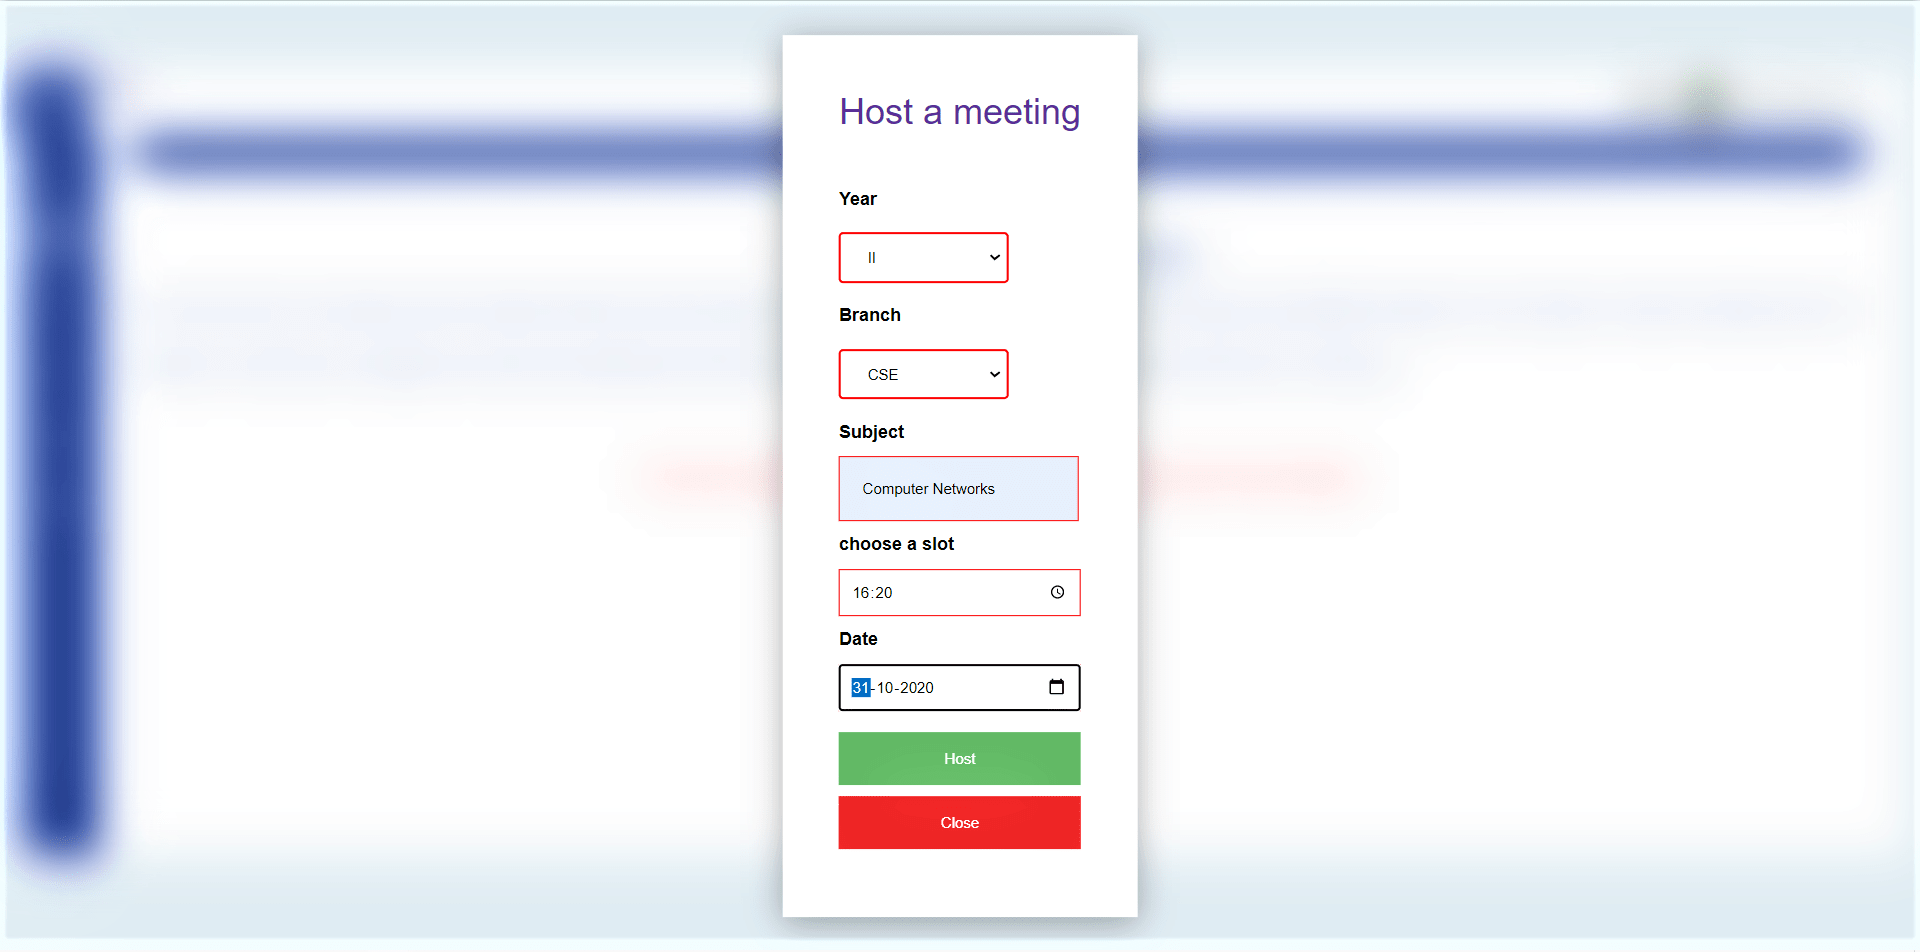 Host a meeting
Year
II
Branch
CSE
Subject
Computer Networks
choose a slot
16:20
Date
31-10-2020
Host
Close